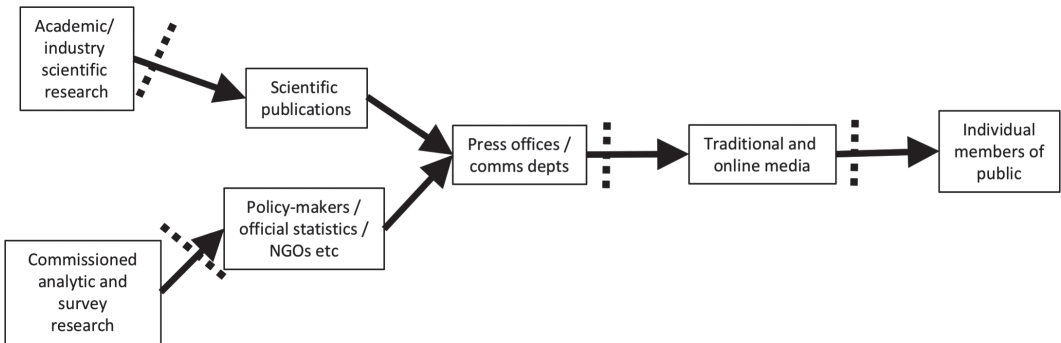 Academic/
industry
scientific
research
Scientific
publications
Press offices /
comms depts
Traditional and
online media
Individual
members of
public
Policy-makers /
official statistics /
NGOs etc
Commissioned
analytic and
survey
research